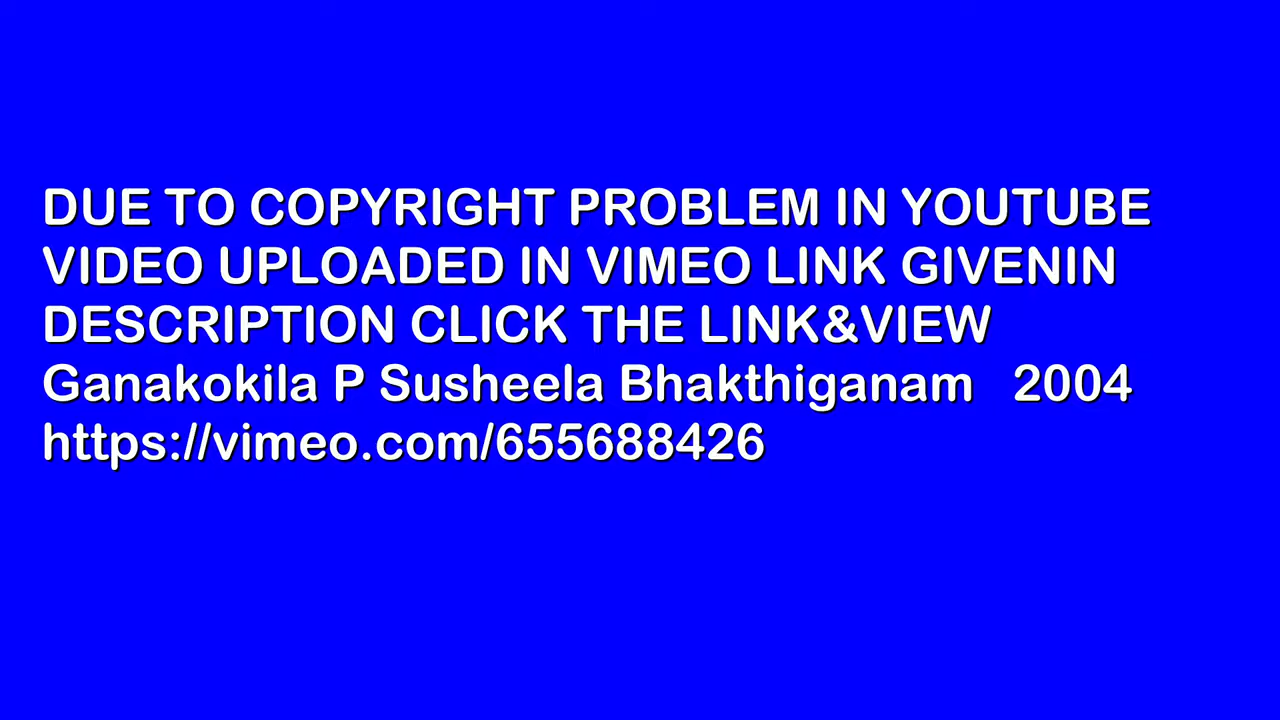 DUE TO COPYRIGHT PROBLEM IN YOUTUBE
VIDEO UPLOADED IN VIMEO LINK GIVENIN
DESCRIPTION CLICK THE LINK&VIEW
Ganakokila P Susheela Bhakthiganam   2004
https://vimeo.com/655688426